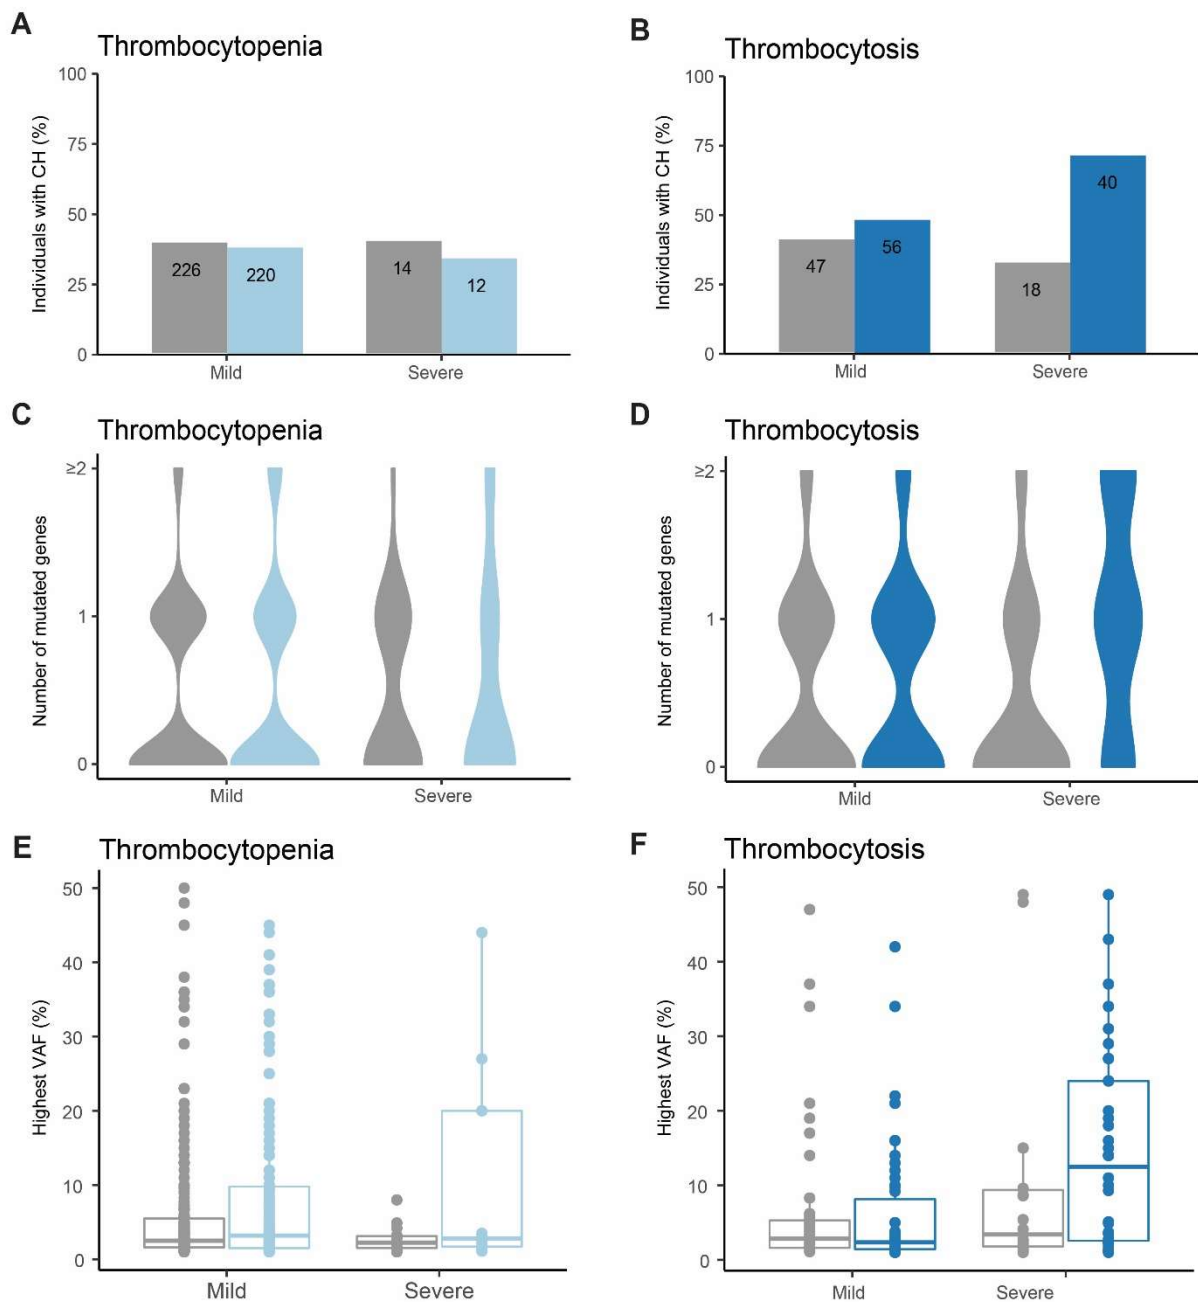 A
Thrombocytopenia
Individuals with CH (%)
100
75
50
25
0
226
220
14
12
Mild
Severe
B
Thrombocytosis
Individuals with CH (%)
100
75
50
25
0
47
56
18
40
Mild
Severe
C
Thrombocytopenia
Number of mutated genes
≥2
1
0
Mild
Severe
D
Thrombocytosis
Number of mutated genes
≥2
1
0
Mild
Severe
E
Thrombocytopenia
Highest VAF (%)
50
40
30
20
10
0
Mild
Severe
F
Thrombocytosis
Highest VAF (%)
50
40
30
20
10
0
Mild
Severe